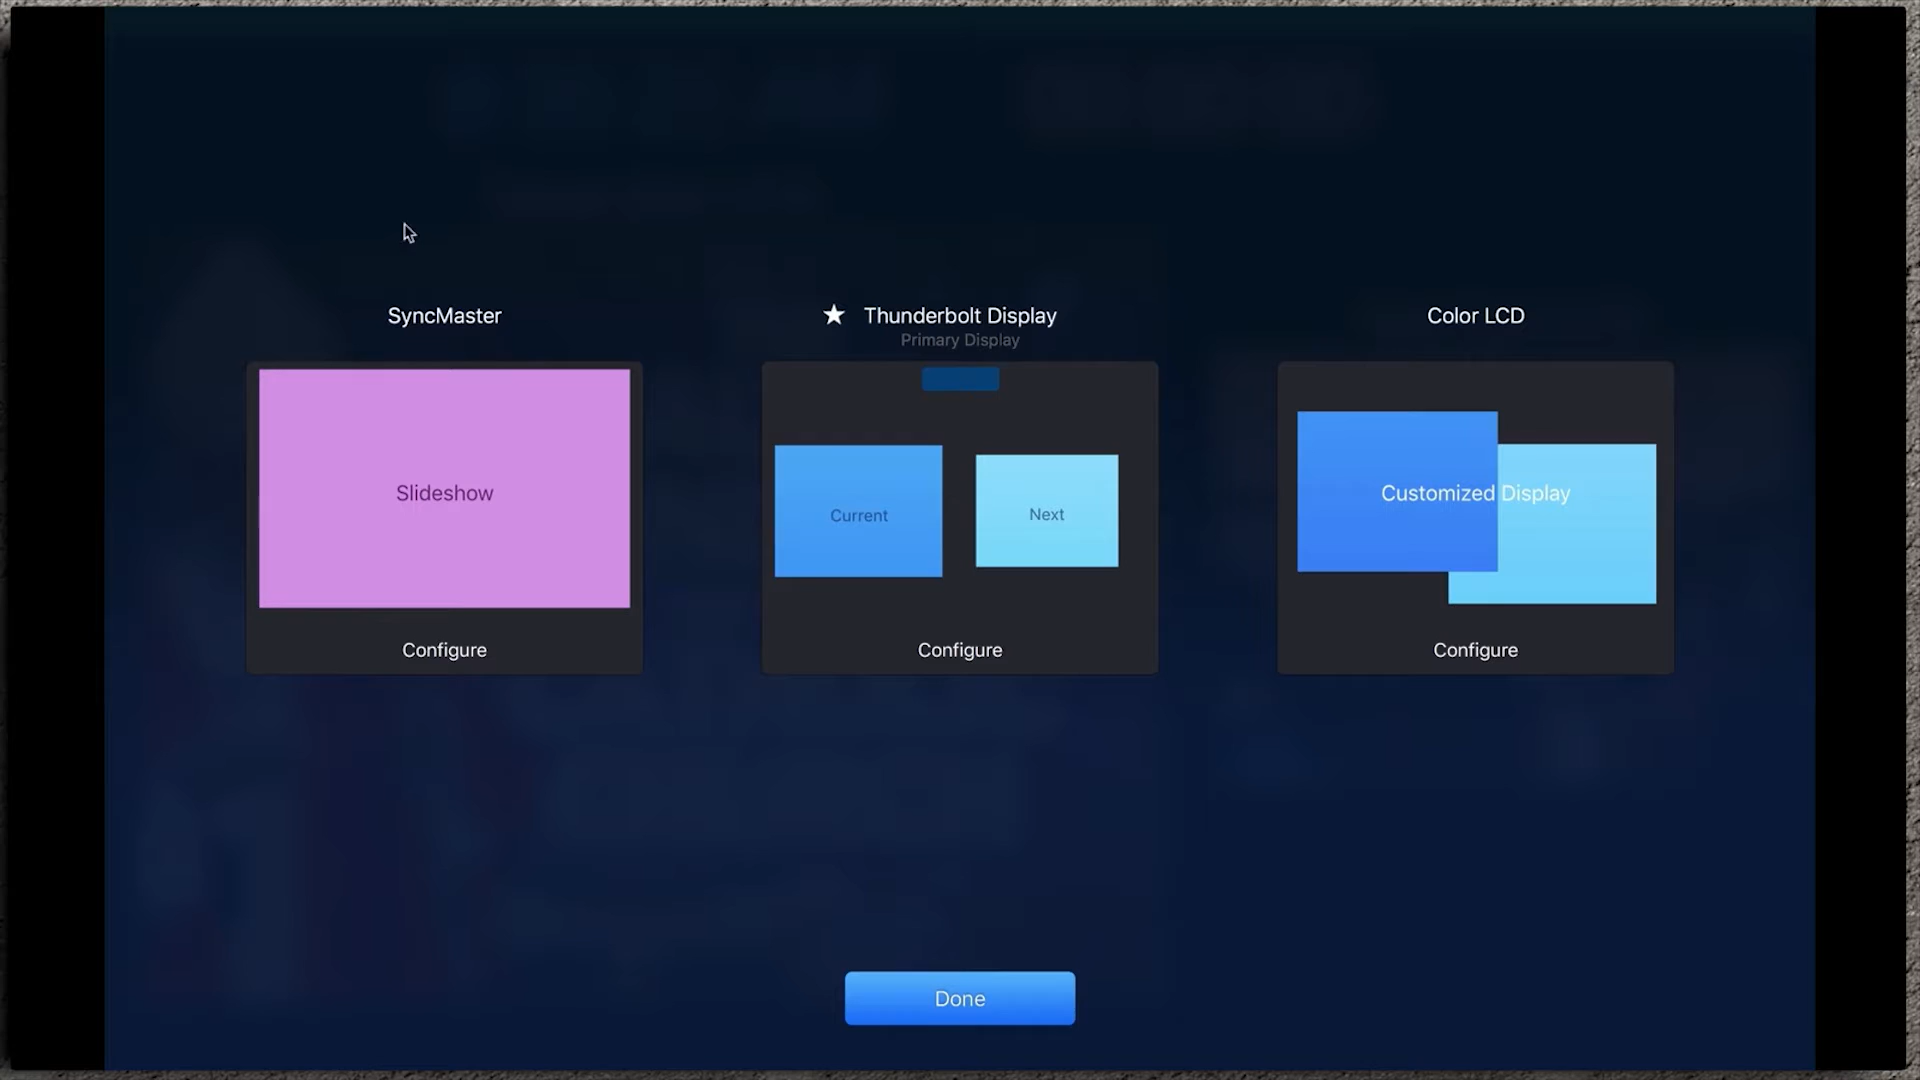 SyncMaster
Thunderbolt Display
Primary Display
Color LCD
Slideshow
Current
Next
Customized Display
Configure
Configure
Configure
Done